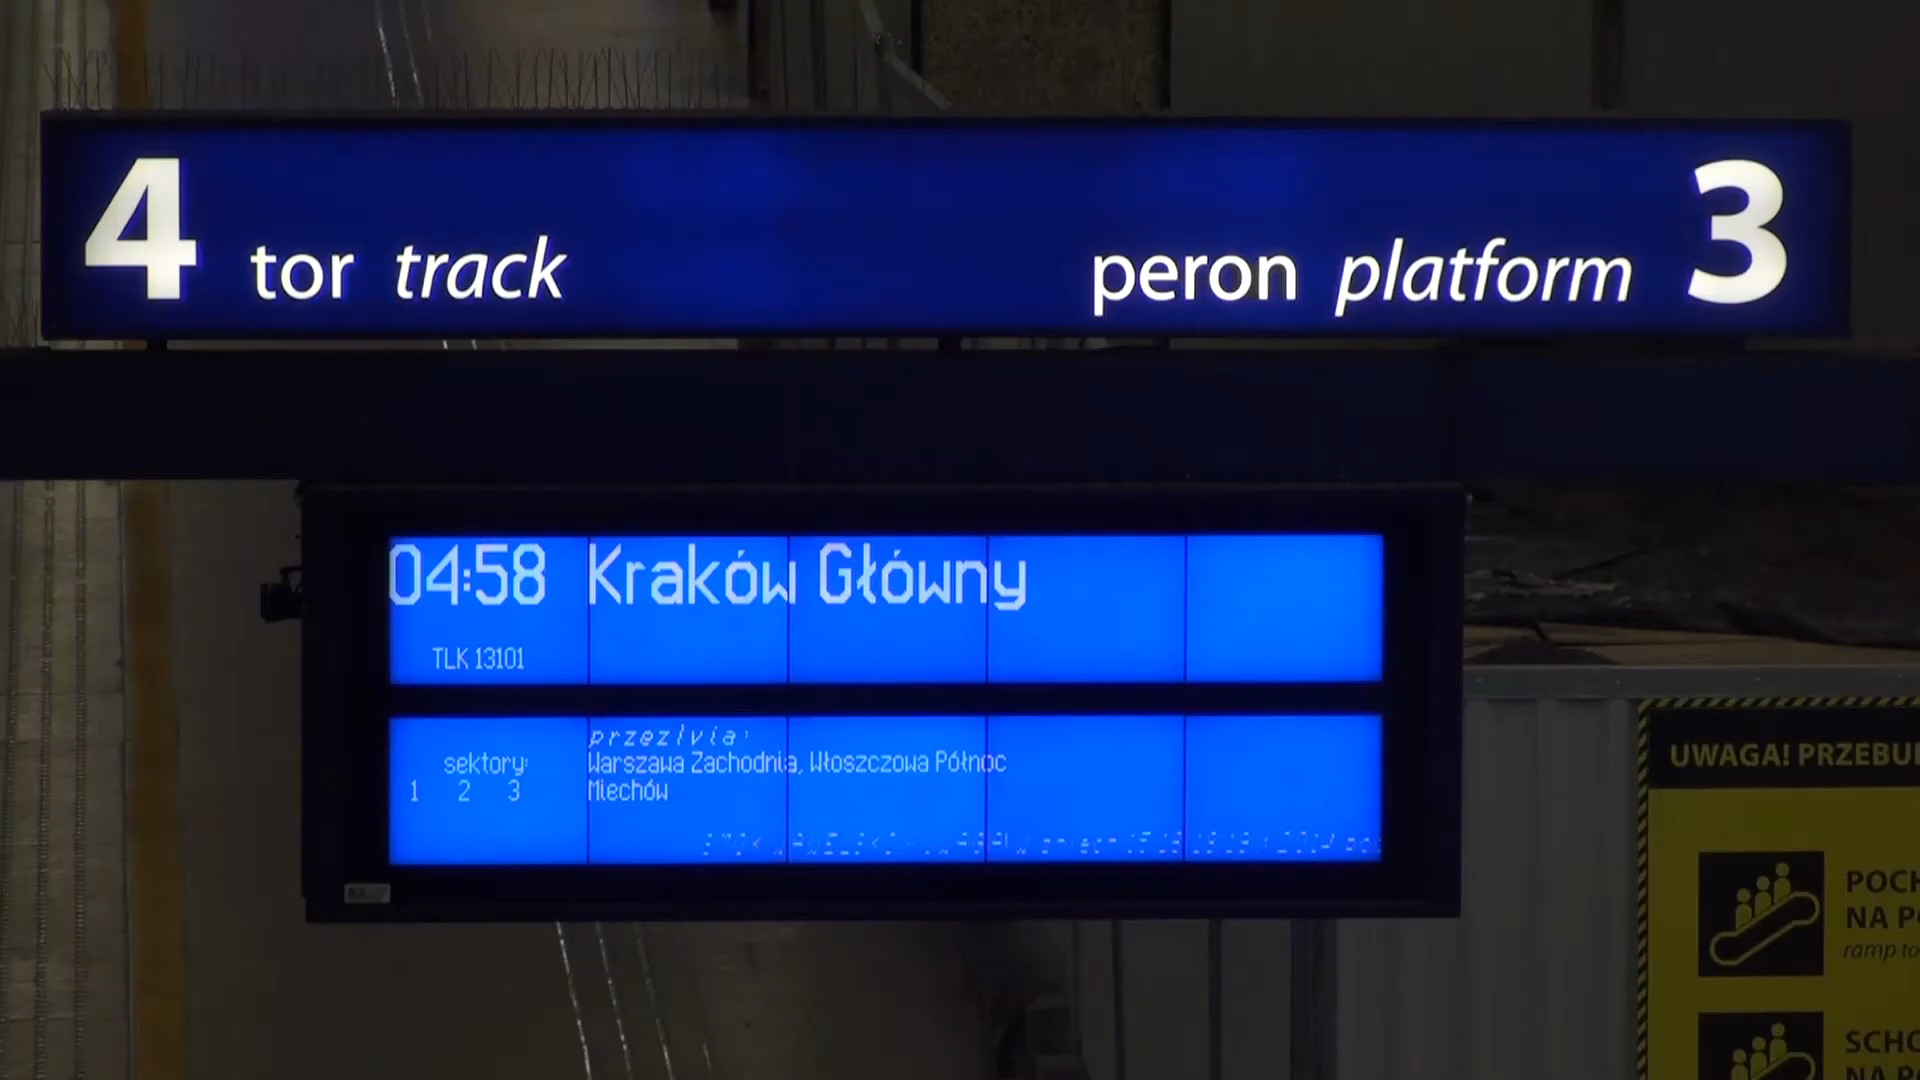 4 tor track peron platform 3
04:58 Kraków Główny
TLK 13101
przez/via:
sektory: Warszawa Zachodnia, Włoszczowa Północ
1 2 3 Miechów
UWAGA! PRZEBU
POCH
NA P
ramp to
SCHO
NA P